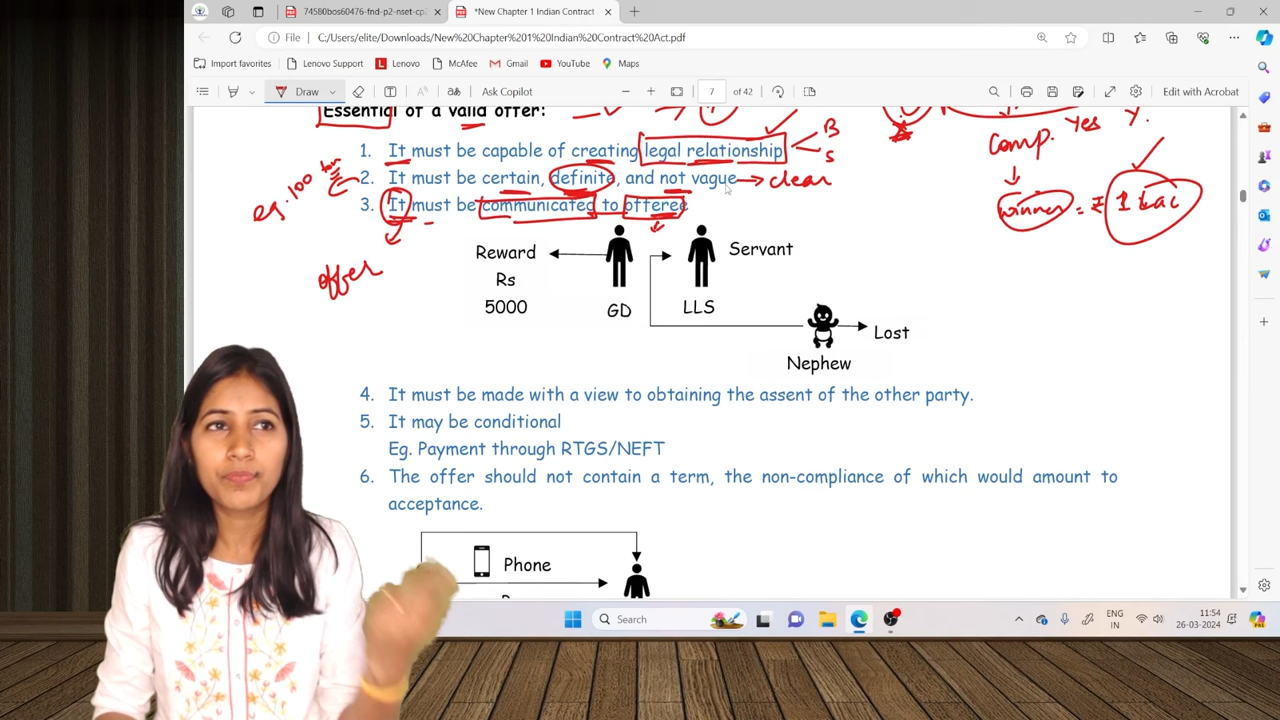 74580bos60476-fnd-p2-nset-cp2
*New Chapter 1 Indian Contract
File
C:/Users/elite/Downloads/New%20Chapter%201%20Indian%20Contract%20Act.pdf
Import favorites
Lenovo Support
Lenovo
McAfee
Gmail
YouTube
Maps
Draw
Ask Copilot
7
of 42
Edit with Acrobat
Essential of a valid offer:
Comp.
Yes
Y.
1. It must be capable of creating legal relationship
B
S
2. It must be certain, definite, and not vague → clear
eg. 100
winner = ₹ 1 Lac
3. It must be communicated to offeree
offer
Reward
Rs
5000
GD
LLS
Servant
Nephew
Lost
4. It must be made with a view to obtaining the assent of the other party.
5. It may be conditional
Eg. Payment through RTGS/NEFT
6. The offer should not contain a term, the non-compliance of which would amount to
acceptance.
Phone
Search
ENG
IN
11:54
26-03-2024